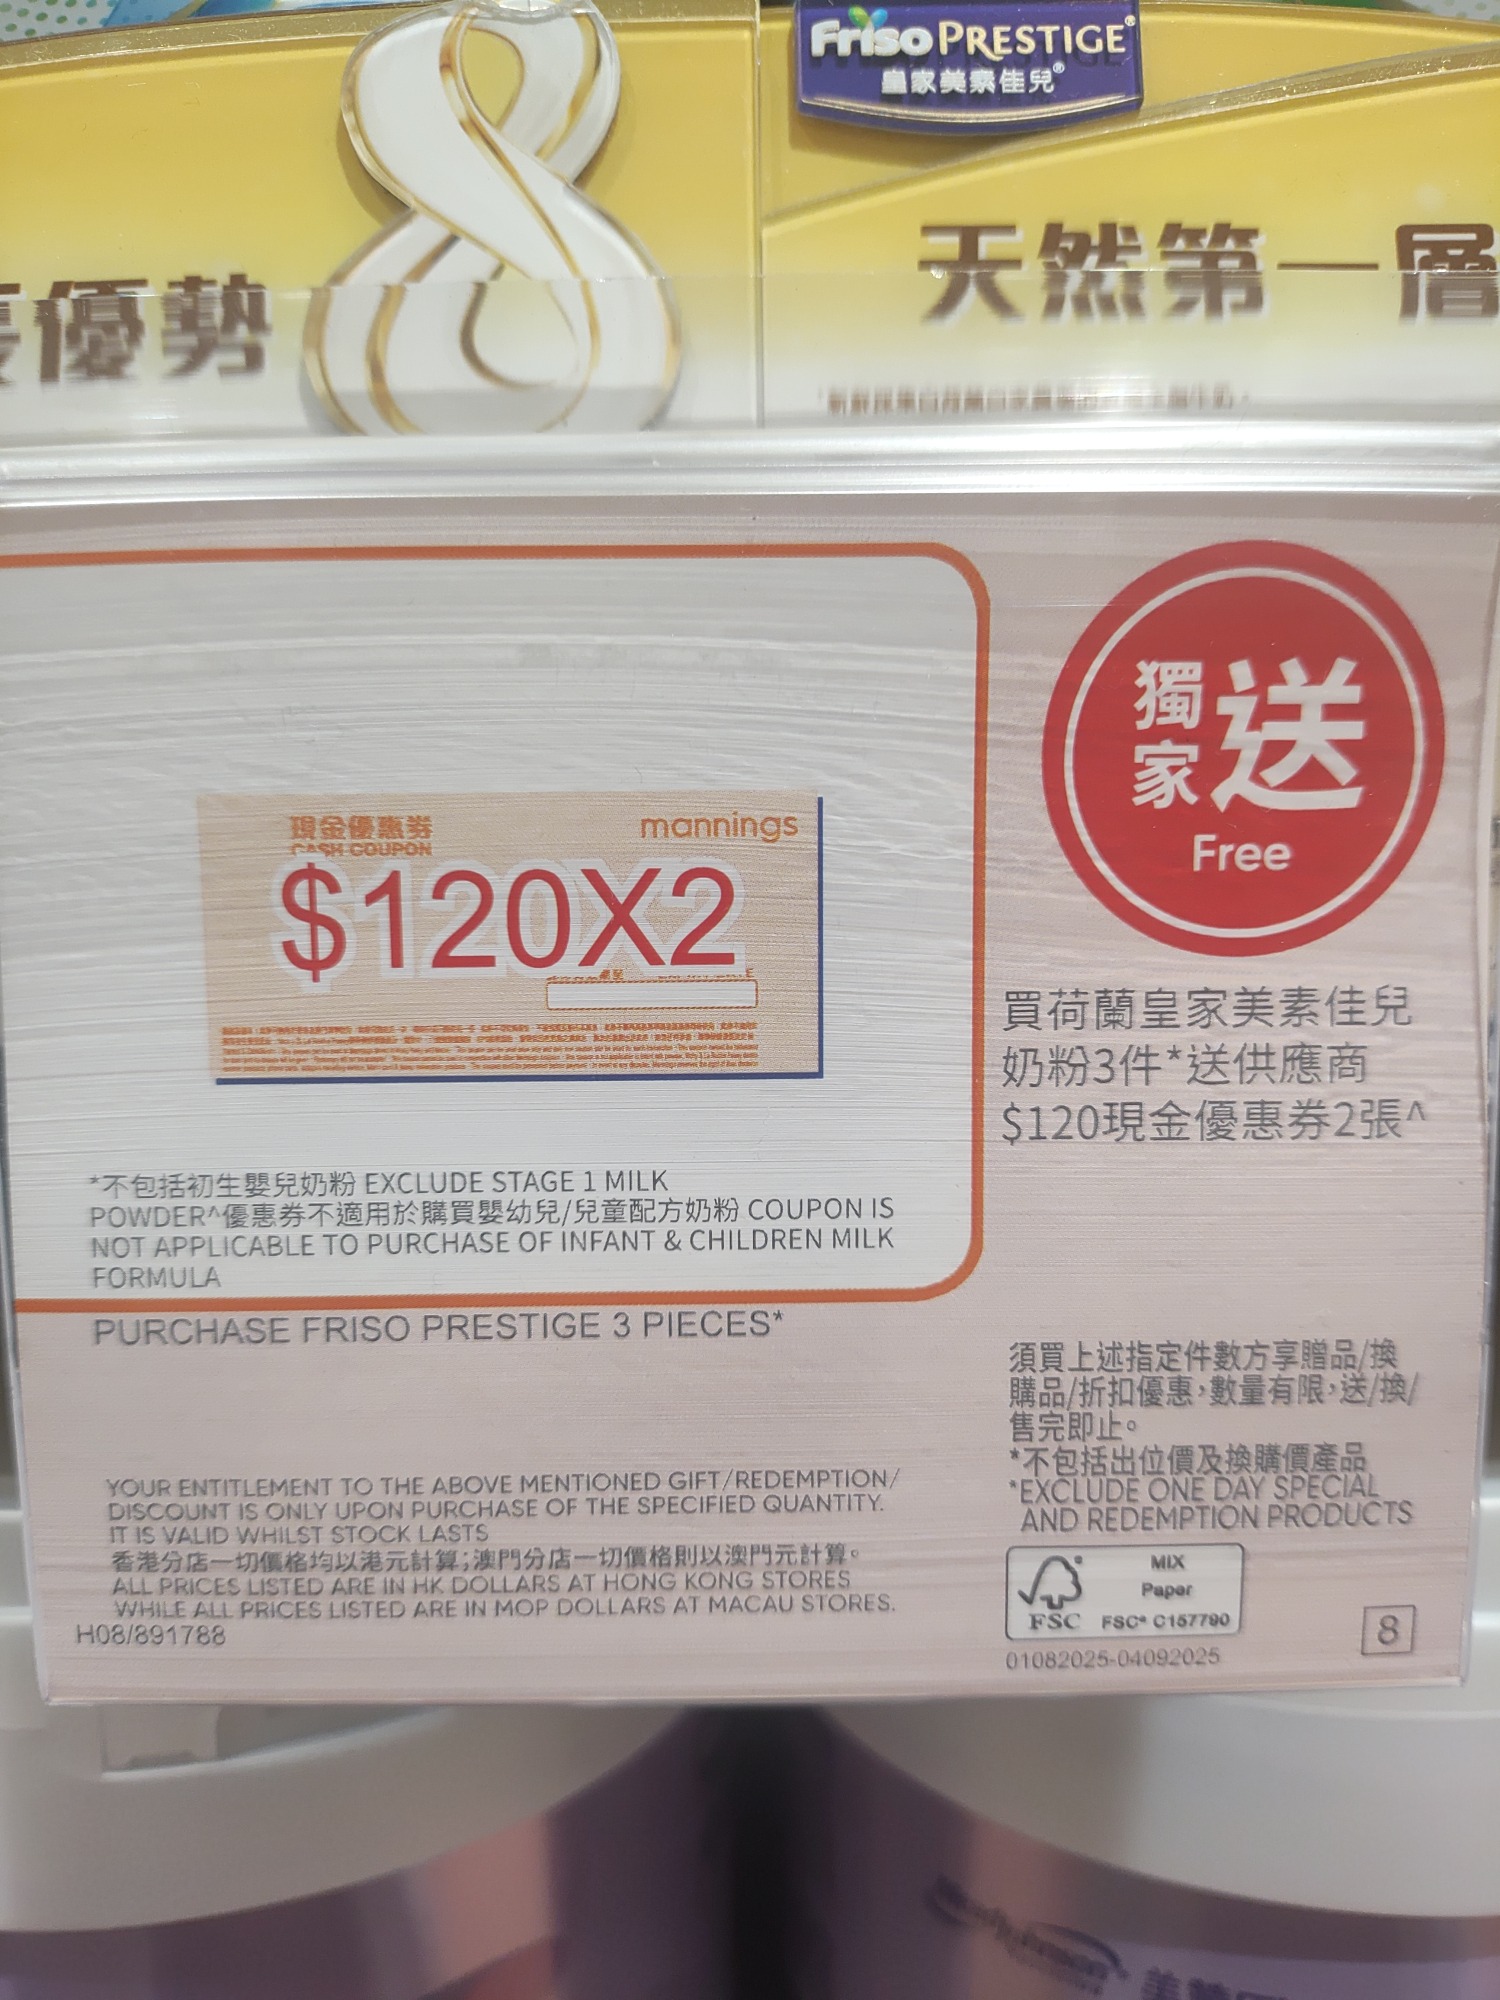 Friso PRESTIGE®
皇家美素佳兒®
優勢
8
天然第一層
現金優惠券
CASH COUPON
mannings
$120X2
獨家送
Free
買荷蘭皇家美素佳兒
奶粉3件*送供應商
$120現金優惠券2張^
*不包括初生嬰兒奶粉 EXCLUDE STAGE 1 MILK
POWDER^優惠券不適用於購買嬰幼兒/兒童配方奶粉 COUPON IS
NOT APPLICABLE TO PURCHASE OF INFANT & CHILDREN MILK
FORMULA
PURCHASE FRISO PRESTIGE 3 PIECES*
須買上述指定件數方享贈品/換
購品/折扣優惠，數量有限，送/換/
售完即止。
*不包括出位價及換購價產品
*EXCLUDE ONE DAY SPECIAL
AND REDEMPTION PRODUCTS
YOUR ENTITLEMENT TO THE ABOVE MENTIONED GIFT/REDEMPTION/
DISCOUNT IS ONLY UPON PURCHASE OF THE SPECIFIED QUANTITY.
IT IS VALID WHILST STOCK LASTS
香港分店一切價格均以港元計算；澳門分店一切價格則以澳門元計算。
ALL PRICES LISTED ARE IN HK DOLLARS AT HONG KONG STORES
WHILE ALL PRICES LISTED ARE IN MOP DOLLARS AT MACAU STORES.
H08/891788
FSC
MIX
Paper
FSC® C157790
8
01082025-04092025